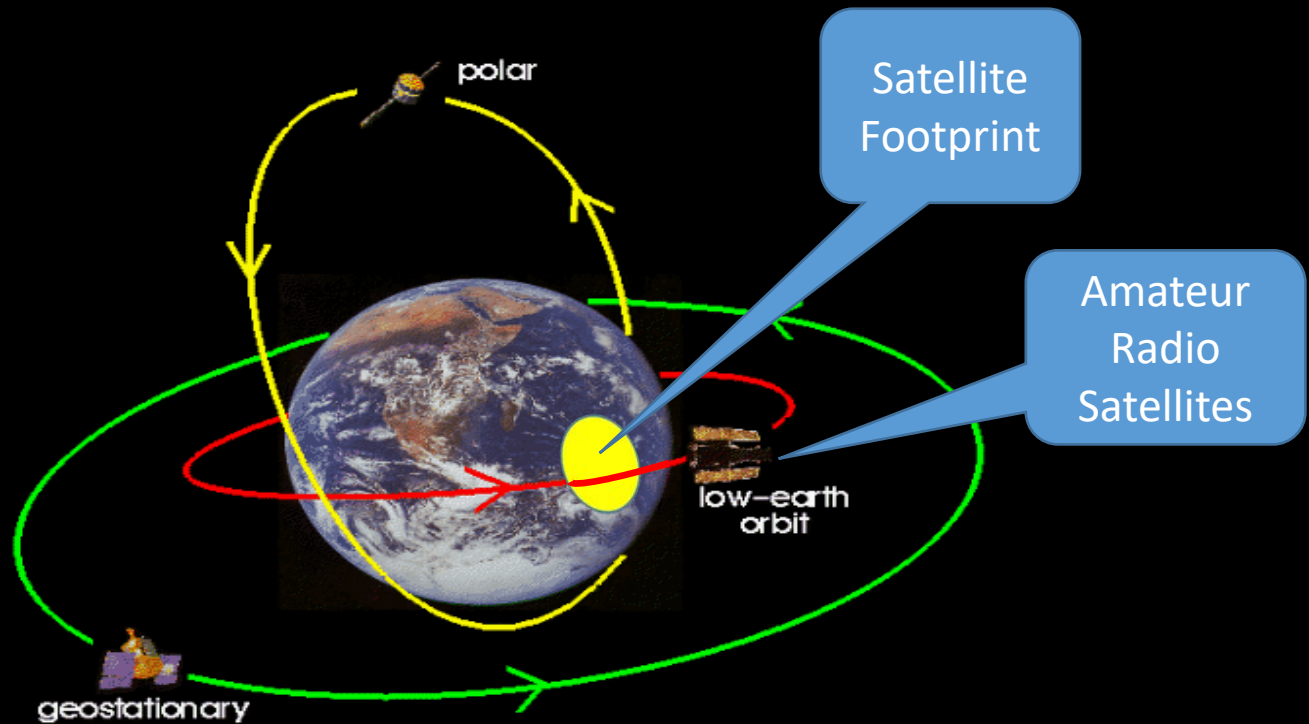 polar
Satellite
Footprint
Amateur
Radio
Satellites
low-earth
orbit
geostationary